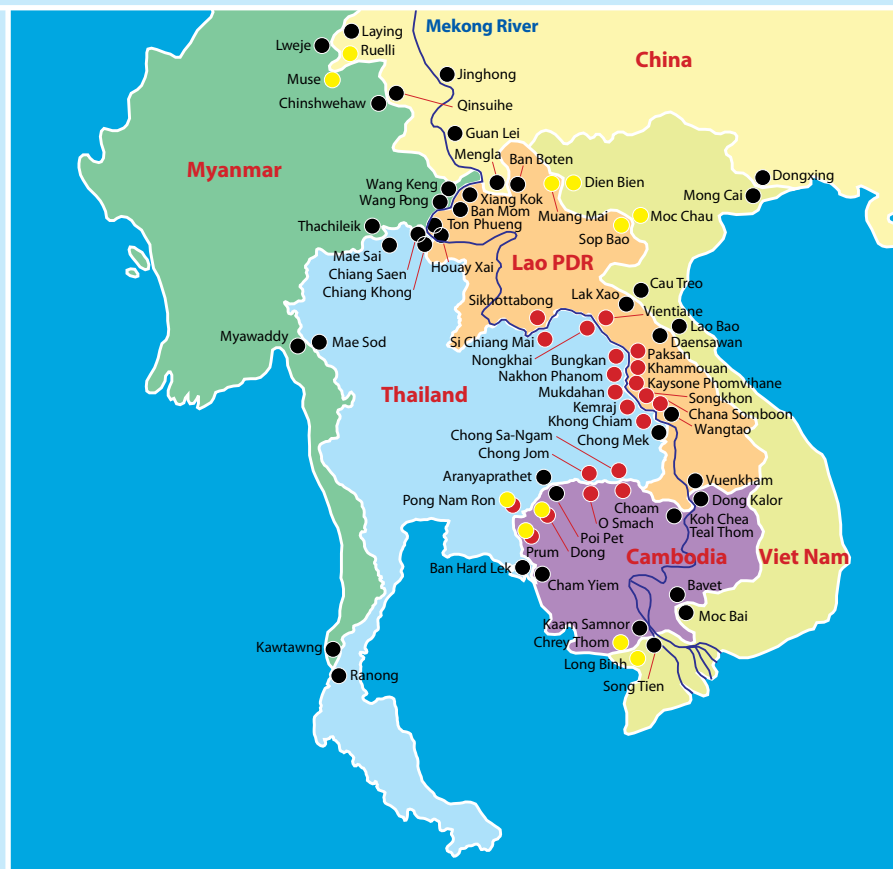 Mekong River
Laying
Lweje
Ruelli
China
Jinghong
Muse
Qinsuihe
Chinshwehaw
Guan Lei
Mengla
Ban Boten
Myanmar
Dien Bien
Dongxing
Wang Keng
Xiang Kok
Mong Cai
Wang Pong
Ban Mom
Muang Mai
Moc Chau
Thachileik
Ton Phueng
Sop Bao
Mae Sai
Houay Xai
Lao PDR
Chiang Saen
Chiang Khong
Cau Treo
Lak Xao
Sikhottabong
Vientiane
Lao Bao
Myawaddy
Mae Sod
Si Chiang Mai
Daensawan
Nongkhai
Paksan
Bungkan
Khammouan
Nakhon Phanom
Kaysone Phomvihane
Thailand
Mukdahan
Songkhon
Kemraj
Chana Somboon
Khong Chiam
Wangtao
Chong Sa-Ngam
Chong Mek
Chong Jom
Aranyaprathet
Vuenkham
Pong Nam Ron
Dong Kalor
Choam
Koh Chea
O Smach
Teal Thom
Poi Pet
Prum
Dong
Cambodia
Viet Nam
Ban Hard Lek
Cham Yiem
Bavet
Moc Bai
Kaam Samnor
Chrey Thom
Kawtawng
Long Binh
Ranong
Song Tien